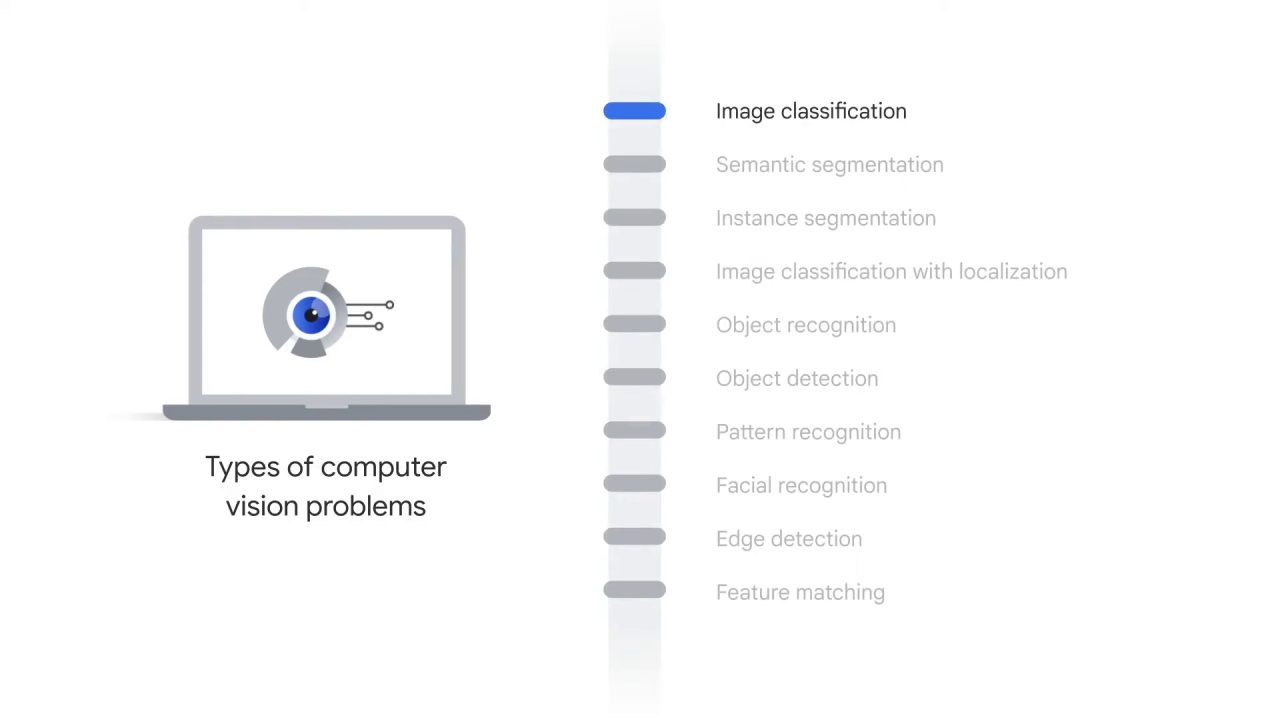 Types of computer
vision problems
Image classification
Semantic segmentation
Instance segmentation
Image classification with localization
Object recognition
Object detection
Pattern recognition
Facial recognition
Edge detection
Feature matching